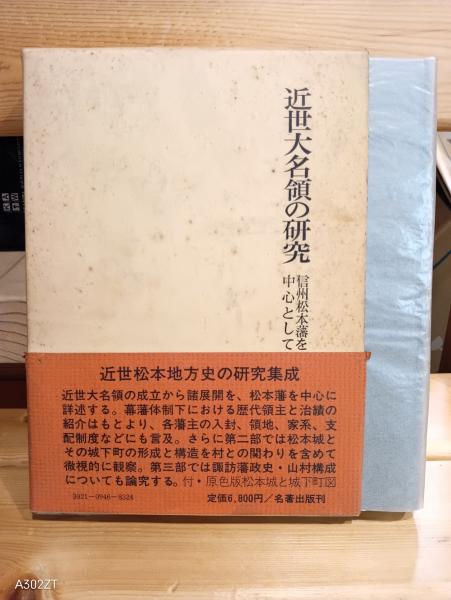 近世大名領の研究
信州松本藩を
中心として
近世松本地方史の研究集成
近世大名領の成立から諸展開を、松本藩を中心に
詳述する。幕藩体制下における歴代領主と治績の
紹介はもとより、各藩主の入封、領地、家系、支
配制度などにも言及。さらに第二部では松本城と
その城下町の形成と構造を村との関わりを含めて
徴視的に観察。第三部では諏訪藩政史・山村構成
についても論究する。付・原色版松本城と城下町図
3021-0946-8324
定価6,800円/名著出版刊
A302ZT